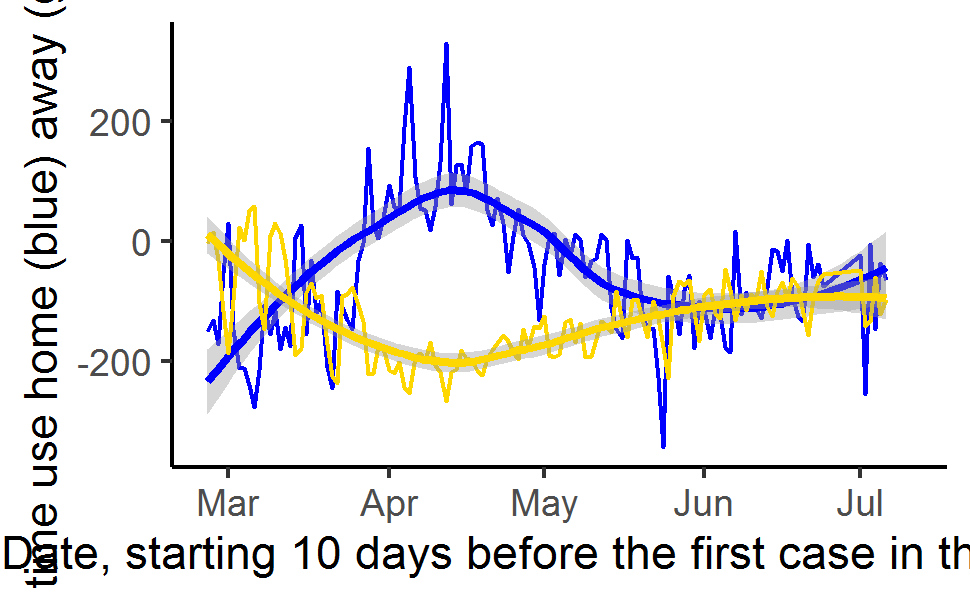 time use home (blue) away (
200
0
-200
Mar Apr May Jun Jul
Date, starting 10 days before the first case in th